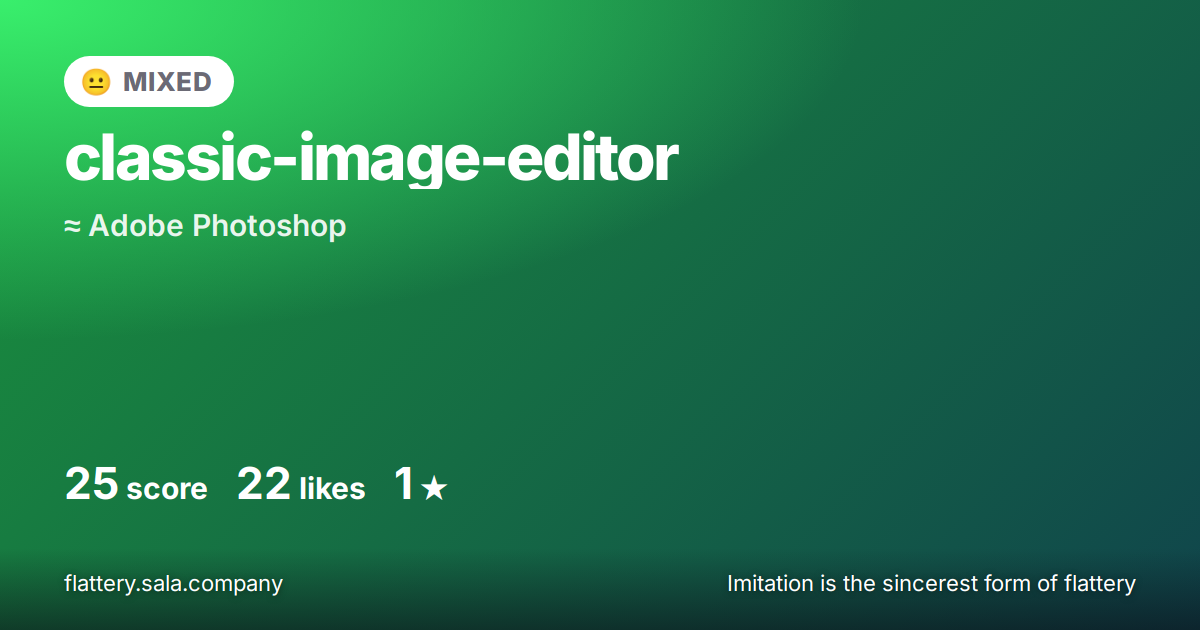 😐 MIXED
classic-image-editor
≈ Adobe Photoshop
25 score 22 likes 1 ★
flattery.sala.company
Imitation is the sincerest form of flattery